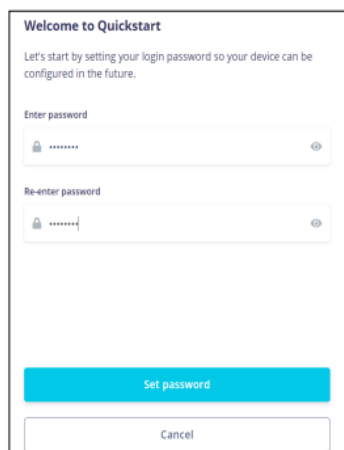 Welcome to Quickstart
Let's start by setting your login password so your device can be
configured in the future.
Enter password
••••••••
Re-enter password
••••••••
Set password
Cancel